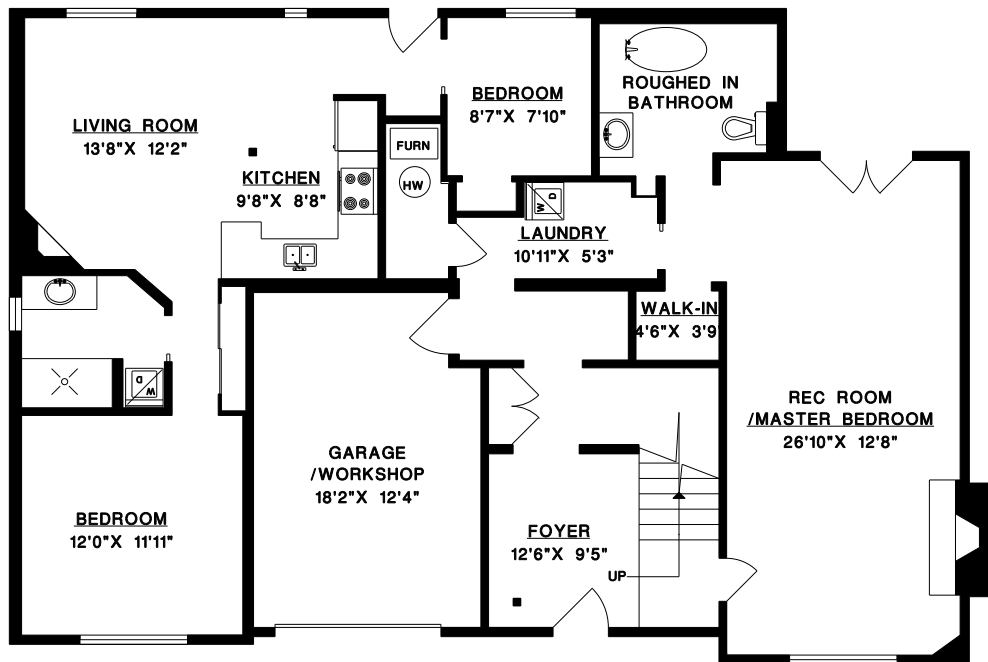 ROUGHED IN
BATHROOM
BEDROOM
8'7"X 7'10"
LIVING ROOM
13'8"X 12'2"
FURN
HW
KITCHEN
9'8"X 8'8"
W D
LAUNDRY
10'11"X 5'3"
WALK-IN
4'6"X 3'9
W D
REC ROOM
/MASTER BEDROOM
26'10"X 12'8"
GARAGE
/WORKSHOP
18'2"X 12'4"
BEDROOM
12'0"X 11'11"
FOYER
12'6"X 9'5"
UP